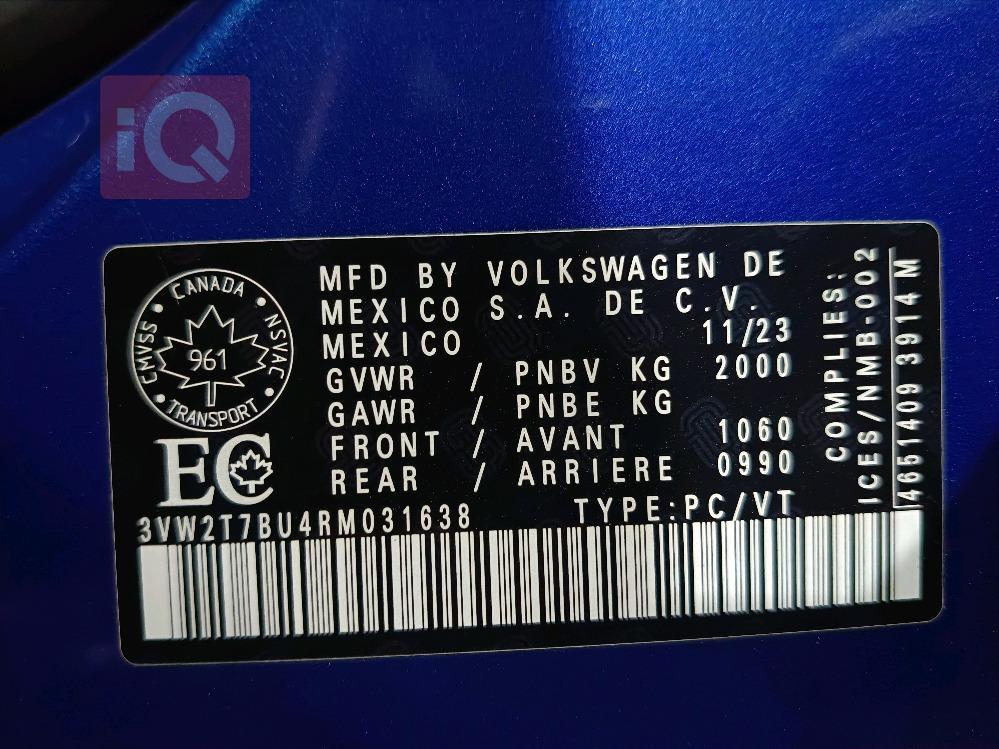 iQ
CANADA
CMVSS
NSVAC
961
TRANSPORT
EC
MFD BY VOLKSWAGEN DE
MEXICO S.A. DE C.V.
MEXICO 11/23
GVWR / PNBV KG 2000
GAWR / PNBE KG
FRONT / AVANT 1060
REAR / ARRIERE 0990
3VW2T7BU4RM031638 TYPE:PC/VT
COMPLIES:
ICES/NMB.002
4651409 3914 M